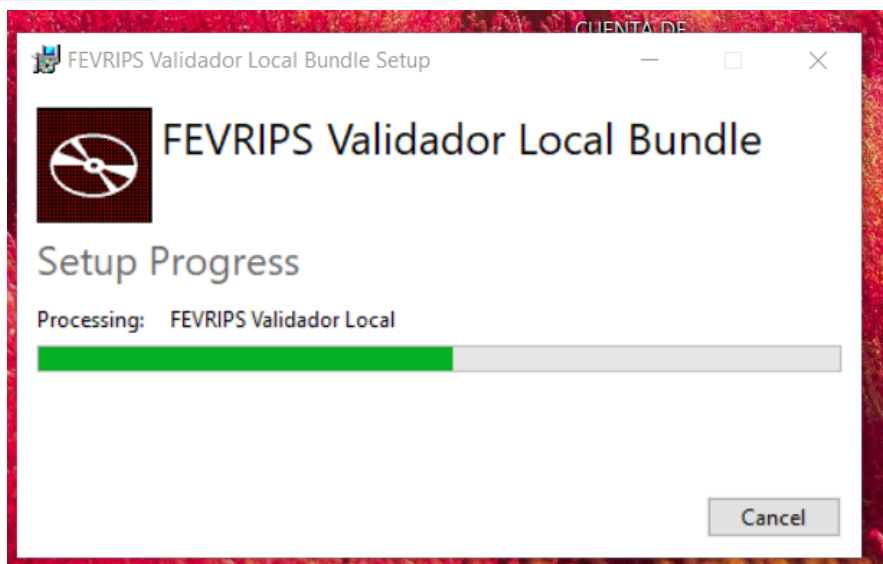 CUENTA DE
FEVRIPS Validador Local Bundle Setup
FEVRIPS Validador Local Bundle
Setup Progress
Processing: FEVRIPS Validador Local
Cancel